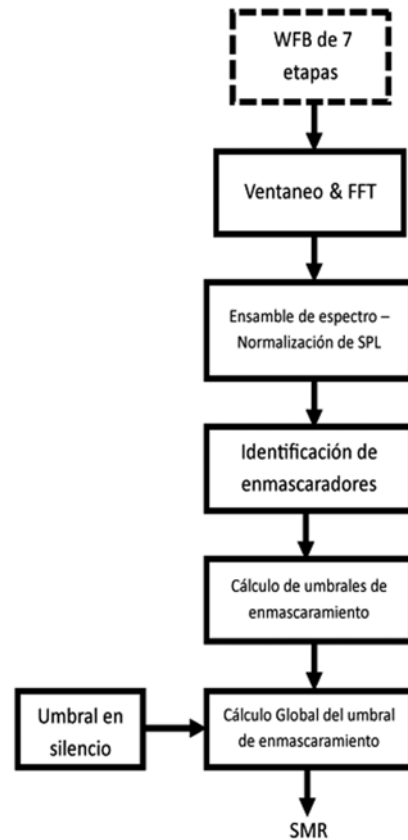 WFB de 7
etapas
Ventaneo & FFT
Ensamble de espectro –
Normalización de SPL
Identificación de
enmascaradores
Cálculo de umbrales de
enmascaramiento
Umbral en
silencio
Cálculo Global del umbral
de enmascaramiento
SMR